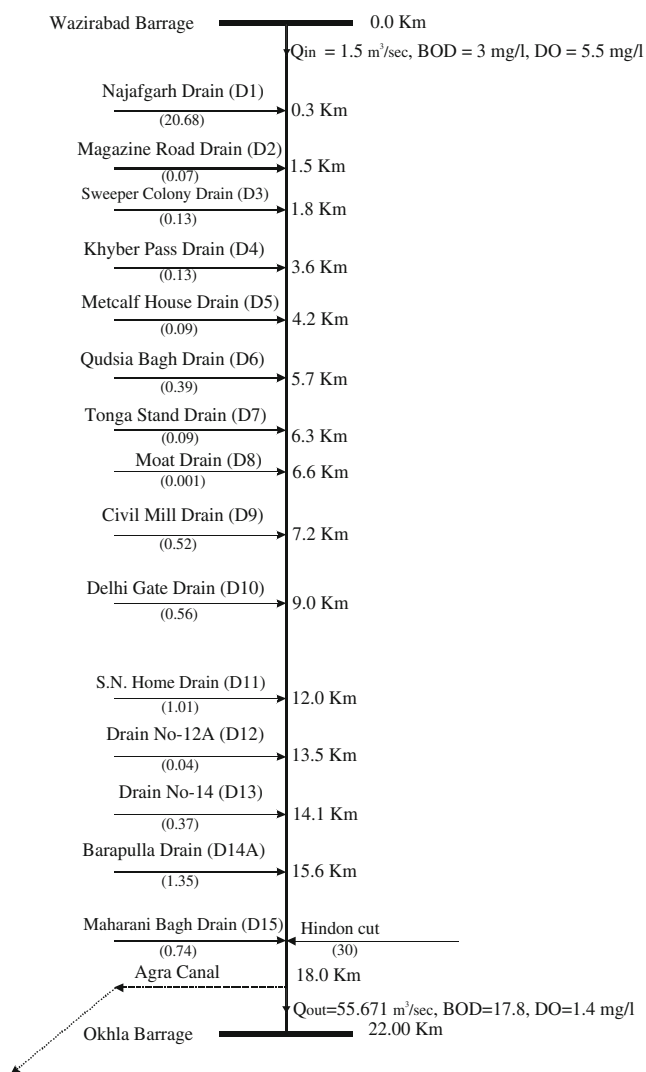 Wazirabad Barrage 0.0 Km
Qin = 1.5 m³/sec, BOD = 3 mg/l, DO = 5.5 mg/l
Najafgarh Drain (D1)
(20.68)
0.3 Km
Magazine Road Drain (D2)
(0.07)
1.5 Km
Sweeper Colony Drain (D3)
(0.13)
1.8 Km
Khyber Pass Drain (D4)
(0.13)
3.6 Km
Metcalf House Drain (D5)
(0.09)
4.2 Km
Qudsia Bagh Drain (D6)
(0.39)
5.7 Km
Tonga Stand Drain (D7)
(0.09)
6.3 Km
Moat Drain (D8)
(0.001)
6.6 Km
Civil Mill Drain (D9)
(0.52)
7.2 Km
Delhi Gate Drain (D10)
(0.56)
9.0 Km
S.N. Home Drain (D11)
(1.01)
12.0 Km
Drain No-12A (D12)
(0.04)
13.5 Km
Drain No-14 (D13)
(0.37)
14.1 Km
Barapulla Drain (D14A)
(1.35)
15.6 Km
Maharani Bagh Drain (D15)
(0.74)
Hindon cut
(30)
Agra Canal
18.0 Km
Qout=55.671 m³/sec, BOD=17.8, DO=1.4 mg/l
Okhla Barrage 22.00 Km